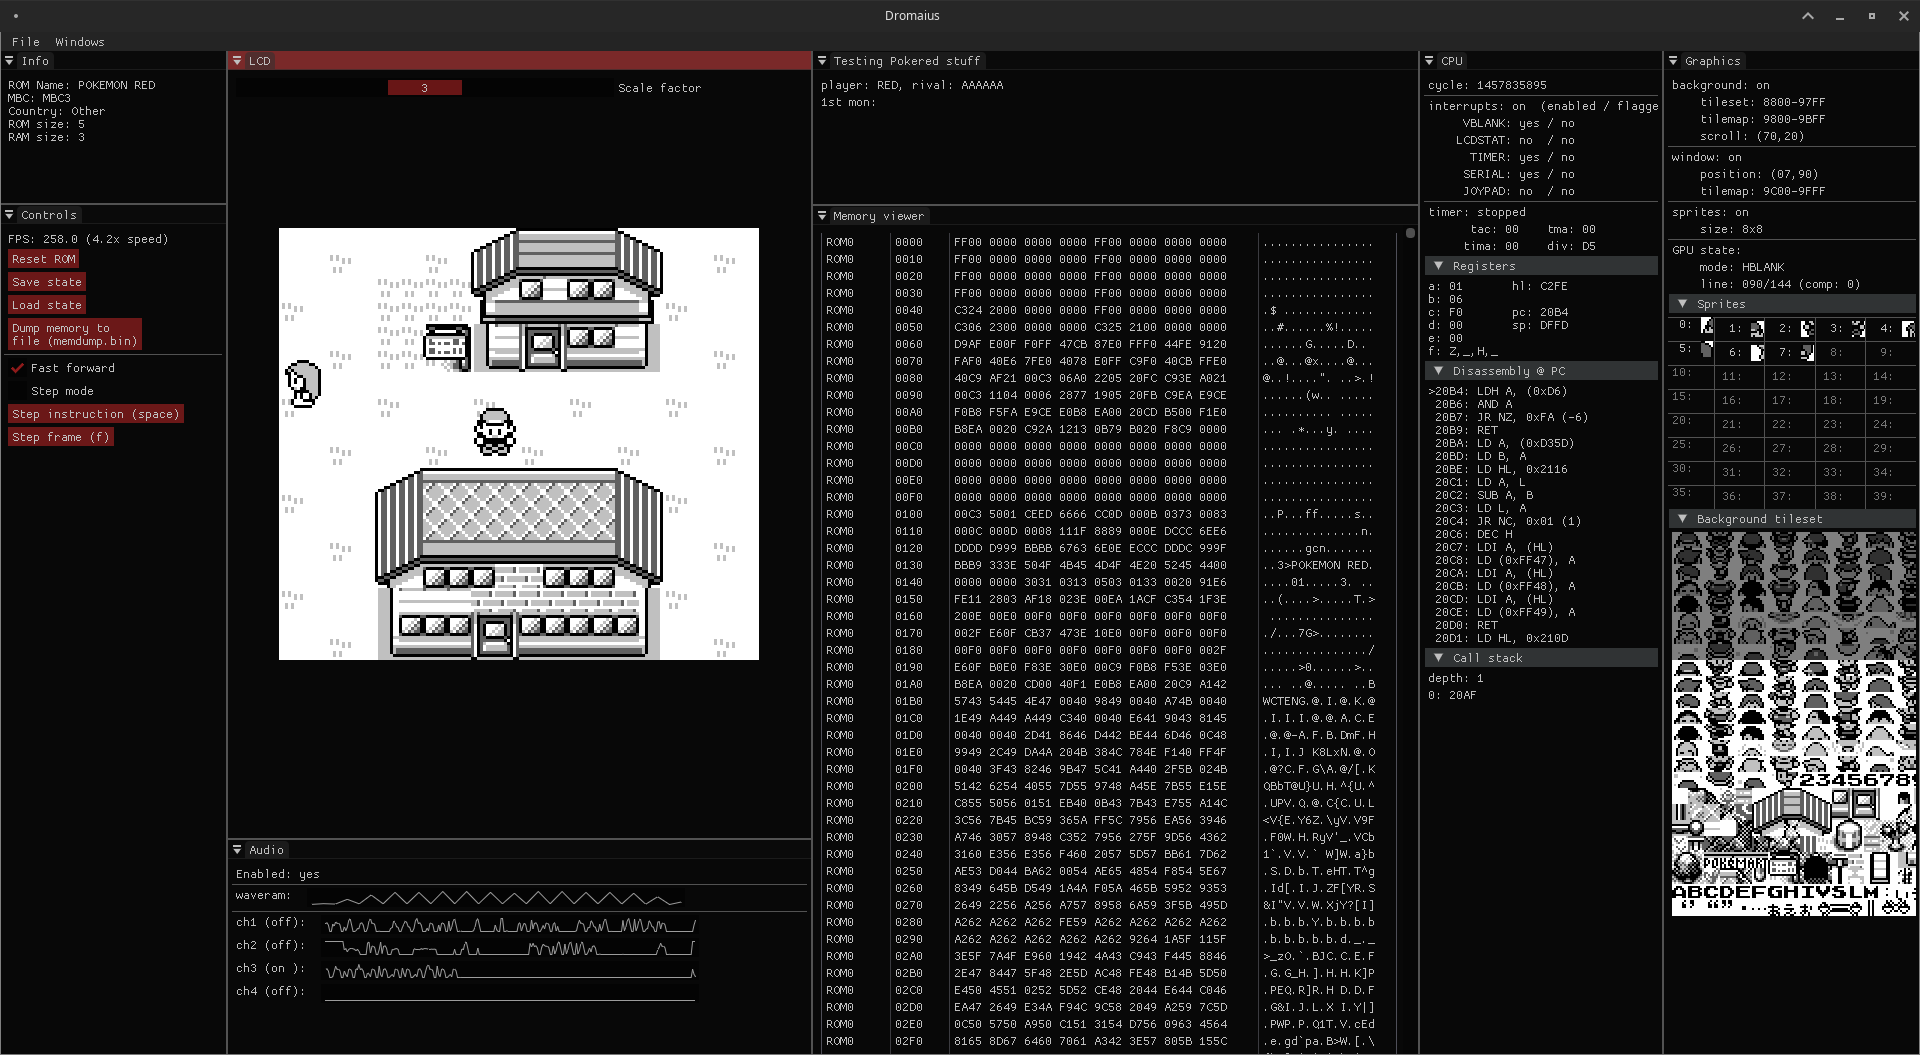 Dromaius
File Windows
Info
ROM Name: POKEMON RED
MBC: MBC3
Country: Other
ROM size: 5
RAM size: 3
Controls
FPS: 258.0 (4.2x speed)
Reset ROM
Save state
Load state
Dump memory to
file (memdump.bin)
Fast forward
Step mode
Step instruction (space)
Step frame (f)
LCD
3 Scale factor
Audio
Enabled: yes
waveram:
ch1 (off):
ch2 (off):
ch3 (on ):
ch4 (off):
Testing Pokered stuff
player: RED, rival: AAAAAA
1st mon:
Memory viewer
ROM0 0000 FF00 0000 0000 0000 FF00 0000 0000 0000 ................
ROM0 0010 FF00 0000 0000 0000 FF00 0000 0000 0000 ................
ROM0 0020 FF00 0000 0000 0000 FF00 0000 0000 0000 ................
ROM0 0030 FF00 0000 0000 0000 FF00 0000 0000 0000 ................
ROM0 0040 C324 2000 0000 0000 0000 0000 0000 0000
ROM0 0050 C306 2300 0000 0000 C325 2100 0000 0000
ROM0 0060 D9AF E00F F0FF 47CB 87E0 FFF0 44FE 9120
ROM0 0070 FAF0 40E6 7FE0 4078 E0FF C9F0 40CB FFE0
ROM0 0080 40C9 AF21 00C3 06A0 2205 20FC C93E A021
ROM0 0090 00C3 1104 0006 2877 1905 20FB C9EA E9CE
ROM0 00A0 F0B8 F5FA E9CE E0B8 EA00 20CD B500 F1E0
ROM0 00B0 B8EA 0020 C92A 1213 0B79 B020 F8C9 0000
ROM0 00C0 0000 0000 0000 0000 0000 0000 0000 0000 ................
ROM0 00D0 0000 0000 0000 0000 0000 0000 0000 0000 ................
ROM0 00E0 0000 0000 0000 0000 0000 0000 0000 0000 ................
ROM0 00F0 0000 0000 0000 0000 0000 0000 0000 0000 ................
ROM0 0100 00C3 5001 CEED 6666 CC0D 000B 0373 0083 ..P...ff.....s..
ROM0 0110 000C 000D 0008 111F 8889 000E DCCC 6EE6 ..............n.
ROM0 0120 DDDD D999 BBBB 6763 6E0E ECCC DDDC 999F ......gcn.......
ROM0 0130 BBB9 333E 504F 4B45 4D4F 4E20 5245 4400 ..3>POKEMON RED.
ROM0 0140 0000 0000 3031 0313 0503 0133 0020 91E6
ROM0 0150 FE11 2803 AF18 023E 00EA 1ACF C354 1F3E ..(....>.....T.>
ROM0 0160 200E E000 00F0 00F0 00F0 00F0 00F0 00F0
ROM0 0170 002F E60F CB37 473E 10E0 00F0 00F0 00F0 ./...7G>........
ROM0 0180 00F0 00F0 00F0 00F0 00F0 00F0 00F0 002F .............../
ROM0 0190 E60F B0E0 F83E 30E0 00C9 F0B8 F53E 03E0 .....>0......>..
ROM0 01A0 B8EA 0020 CD00 40F1 E0B8 EA00 20C9 A142
ROM0 01B0 5743 5445 4E47 0040 9849 0040 A74B 0040 WCTENG.@.I.@.K.@
ROM0 01C0 1E49 A449 A449 C340 0040 E641 9043 8145 .I.I.I.@.@.A.C.E
ROM0 01D0 0040 0040 2D41 8646 D442 BE44 6D46 0C48 .@.@-A.F.B.DmF.H
ROM0 01E0 9949 2C49 DA4A 204B 384C 784E F140 FF4F .I,I.J K8LxN.@.O
ROM0 01F0 0040 3F43 8246 9B47 5C41 A440 2F5B 024B .@?C.F.G\A.@/[.K
ROM0 0200 5142 6254 4055 7D55 9748 A45E 7B55 E15E QBbT@U}U.H.^{U.^
ROM0 0210 C855 5056 0151 EB40 0B43 7B43 E755 A14C .UPV.Q.@.C{C.U.L
ROM0 0220 3C56 7B45 BC59 365A FF5C 7956 EA56 3946 <V{E.Y6Z.\yV.V9F
ROM0 0230 A746 3057 8948 C352 7956 275F 9D56 4362 .F0W.H.RyV'_.VCb
ROM0 0240 3160 E356 E356 F460 2057 5D57 BB61 7D62 1`.V.V.` W]W.a}b
ROM0 0250 AE53 D044 BA62 0054 AE65 4854 F854 5E67 .S.D.b.T.eHT.T^g
ROM0 0260 8349 645B D549 1A4A F05A 465B 5952 9353 .Id[.I.J.ZF[YR.S
ROM0 0270 2649 2256 A256 A757 8958 6A59 3F5B 495D &I"V.V.W.XjY?[I]
ROM0 0280 A262 A262 A262 FE59 A262 A262 A262 A262 .b.b.b.Y.b.b.b.b
ROM0 0290 A262 A262 A262 A262 A262 9264 1A5F 115F .b.b.b.b.b.d._._
ROM0 02A0 3E5F 7A4F E960 1942 4A43 C943 F445 8846 >_zO.`.BJC.C.E.F
ROM0 02B0 2E47 8447 5F48 2E5D AC48 FE48 B14B 5D50 .G.G_H.].H.H.K]P
ROM0 02C0 E450 4551 0252 5D52 CE48 2044 E644 C046 .PEQ.R]R.H D.D.F
ROM0 02D0 EA47 2649 E34A F94C 9C58 2049 A259 7C5D .G&I.J.L.X I.Y|]
ROM0 02E0 0C50 5750 A950 C151 3154 D756 0963 4564 .PWP.P.Q1T.V.cEd
ROM0 02F0 8165 8D67 6460 7061 A342 3E57 805B 155C .e.gd`pa.B>W.[.\
CPU
cycle: 1457835895
interrupts: on (enabled / flagge
VBLANK: yes / no
LCDSTAT: no / no
TIMER: yes / no
SERIAL: yes / no
JOYPAD: no / no
timer: stopped
tac: 00 tma: 00
tima: 00 div: D5
Registers
a: 01 hl: C2FE
b: 06
c: F0 pc: 20B4
d: 00 sp: DFFD
e: 00
f: Z,_,H,_
Disassembly @ PC
>20B4: LDH A, (0xD6)
20B6: AND A
20B7: JR NZ, 0xFA (-6)
20B9: RET
20BA: LD A, (0xD35D)
20BD: LD B, A
20BE: LD HL, 0x2116
20C1: LD A, L
20C2: SUB A, B
20C3: LD L, A
20C4: JR NC, 0x01 (1)
20C6: DEC H
20C7: LDI A, (HL)
20C8: LD (0xFF47), A
20CA: LDI A, (HL)
20CB: LD (0xFF48), A
20CD: LDI A, (HL)
20CE: LD (0xFF49), A
20D0: RET
20D1: LD HL, 0x210D
Call stack
depth: 1
0: 20AF
Graphics
background: on
tileset: 8800-97FF
tilemap: 9800-9BFF
scroll: (70,20)
window: on
position: (07,90)
tilemap: 9C00-9FFF
sprites: on
size: 8x8
GPU state:
mode: HBLANK
line: 090/144 (comp: 0)
Sprites
0: 1: 2: 3: 4:
5: 6: 7: 8: 9:
10: 11: 12: 13: 14:
15: 16: 17: 18: 19:
20: 21: 22: 23: 24:
25: 26: 27: 28: 29:
30: 31: 32: 33: 34:
35: 36: 37: 38: 39:
Background tileset
23456789
POKéMART
ABCDEFGHIVSLM